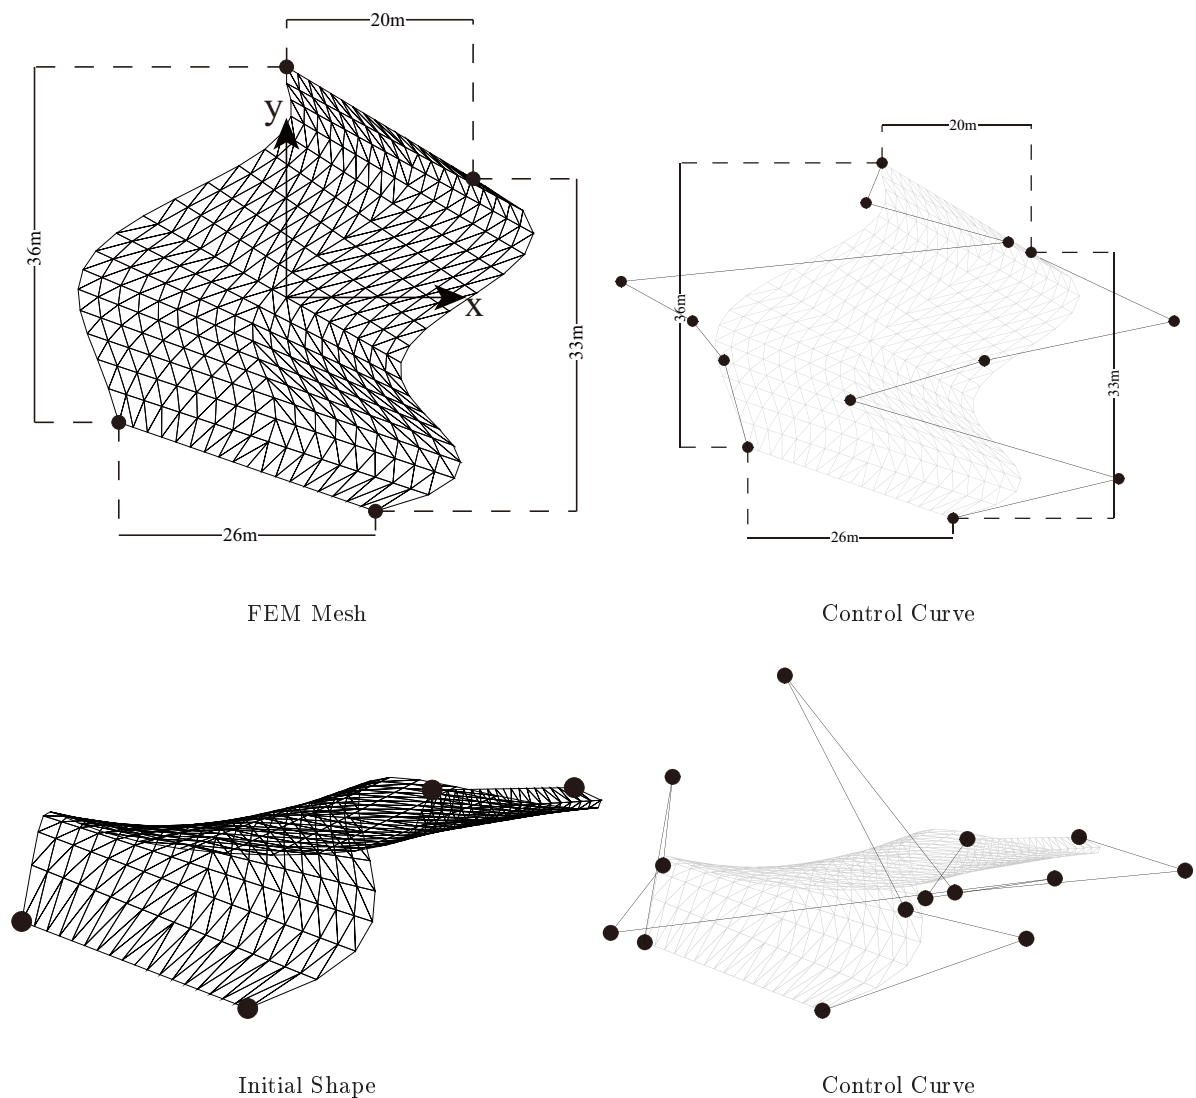 20m
y
36m
x
33m
26m
FEM Mesh
20m
36m
33m
26m
Control Curve
Initial Shape
Control Curve